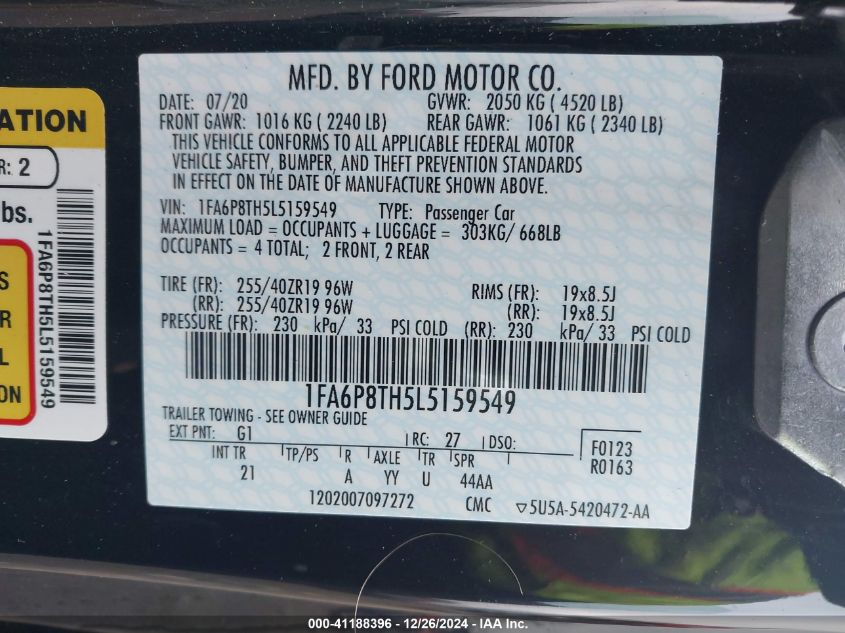 ATION
R: 2
bs.
S
R
L
ON
1FA6P8TH5L5159549
MFD. BY FORD MOTOR CO.
DATE: 07/20 GVWR: 2050 KG ( 4520 LB)
FRONT GAWR: 1016 KG ( 2240 LB) REAR GAWR: 1061 KG ( 2340 LB)
THIS VEHICLE CONFORMS TO ALL APPLICABLE FEDERAL MOTOR
VEHICLE SAFETY, BUMPER, AND THEFT PREVENTION STANDARDS
IN EFFECT ON THE DATE OF MANUFACTURE SHOWN ABOVE.
VIN: 1FA6P8TH5L5159549 TYPE: Passenger Car
MAXIMUM LOAD = OCCUPANTS + LUGGAGE = 303KG/ 668LB
OCCUPANTS = 4 TOTAL; 2 FRONT, 2 REAR
TIRE (FR): 255/40ZR19 96W RIMS (FR): 19x8.5J
(RR): 255/40ZR19 96W (RR): 19x8.5J
PRESSURE (FR): 230 kPa/ 33 PSI COLD (RR): 230 kPa/ 33 PSI COLD
1FA6P8TH5L5159549
TRAILER TOWING - SEE OWNER GUIDE
EXT PNT: G1 RC: 27 DSO: F0123
INT TR TP/PS R AXLE TR SPR R0163
21 A YY U 44AA
1202007097272 CMC ▽5U5A-5420472-AA
000-41188396 - 12/26/2024 - IAA Inc.